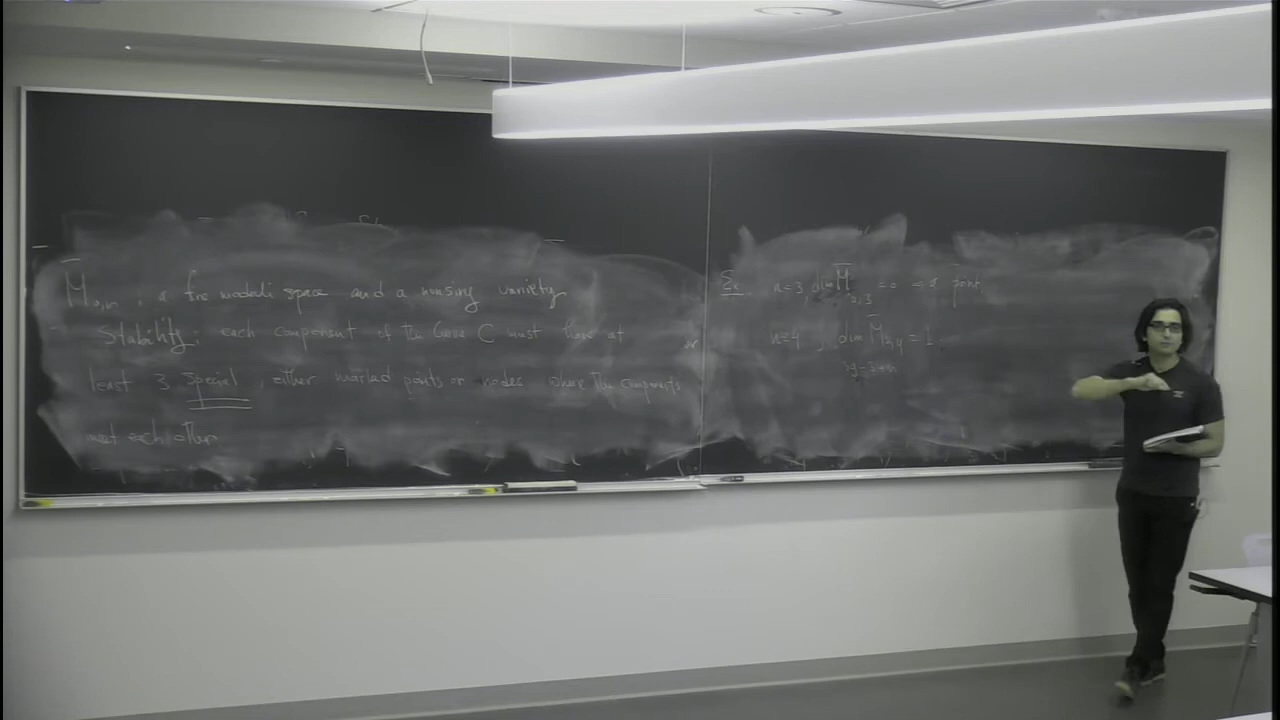 M̄₀,ₙ : a fine moduli space and a nonsing variety
Stability: each component of the Curve C must have at
least 3 special, either marked points or nodes where the components
meet each other
Ex n=3, dim M̄₀,₃ = 0 a point
n=4, dim M̄₀,₄ = 1